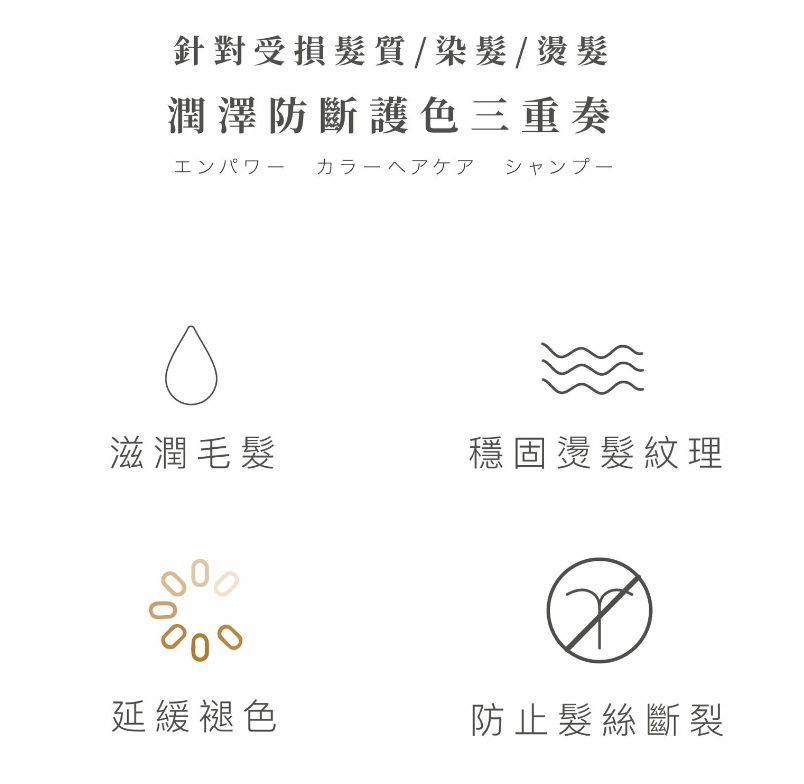 針對受損髮質/染髮/燙髮
潤澤防斷護色三重奏
エンパワー　カラーヘアケア　シャンプー
滋潤毛髮
穩固燙髮紋理
延緩褪色
防止髮絲斷裂